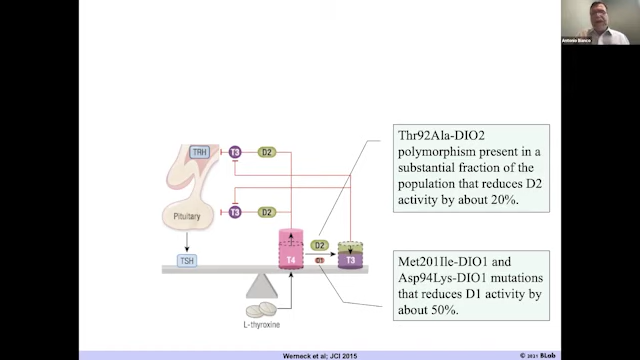 Antonio Bianco
Thr92Ala-DIO2
polymorphism present in a
substantial fraction of the
population that reduces D2
activity by about 20%.
TRH
T3
D2
T3
D2
Pituitary
D2
D1
T4
T3
TSH
L-thyroxine
Met201Ile-DIO1 and
Asp94Lys-DIO1 mutations
that reduces D1 activity by
about 50%.
Werneck et al; JCI 2015
© 2021 BLab